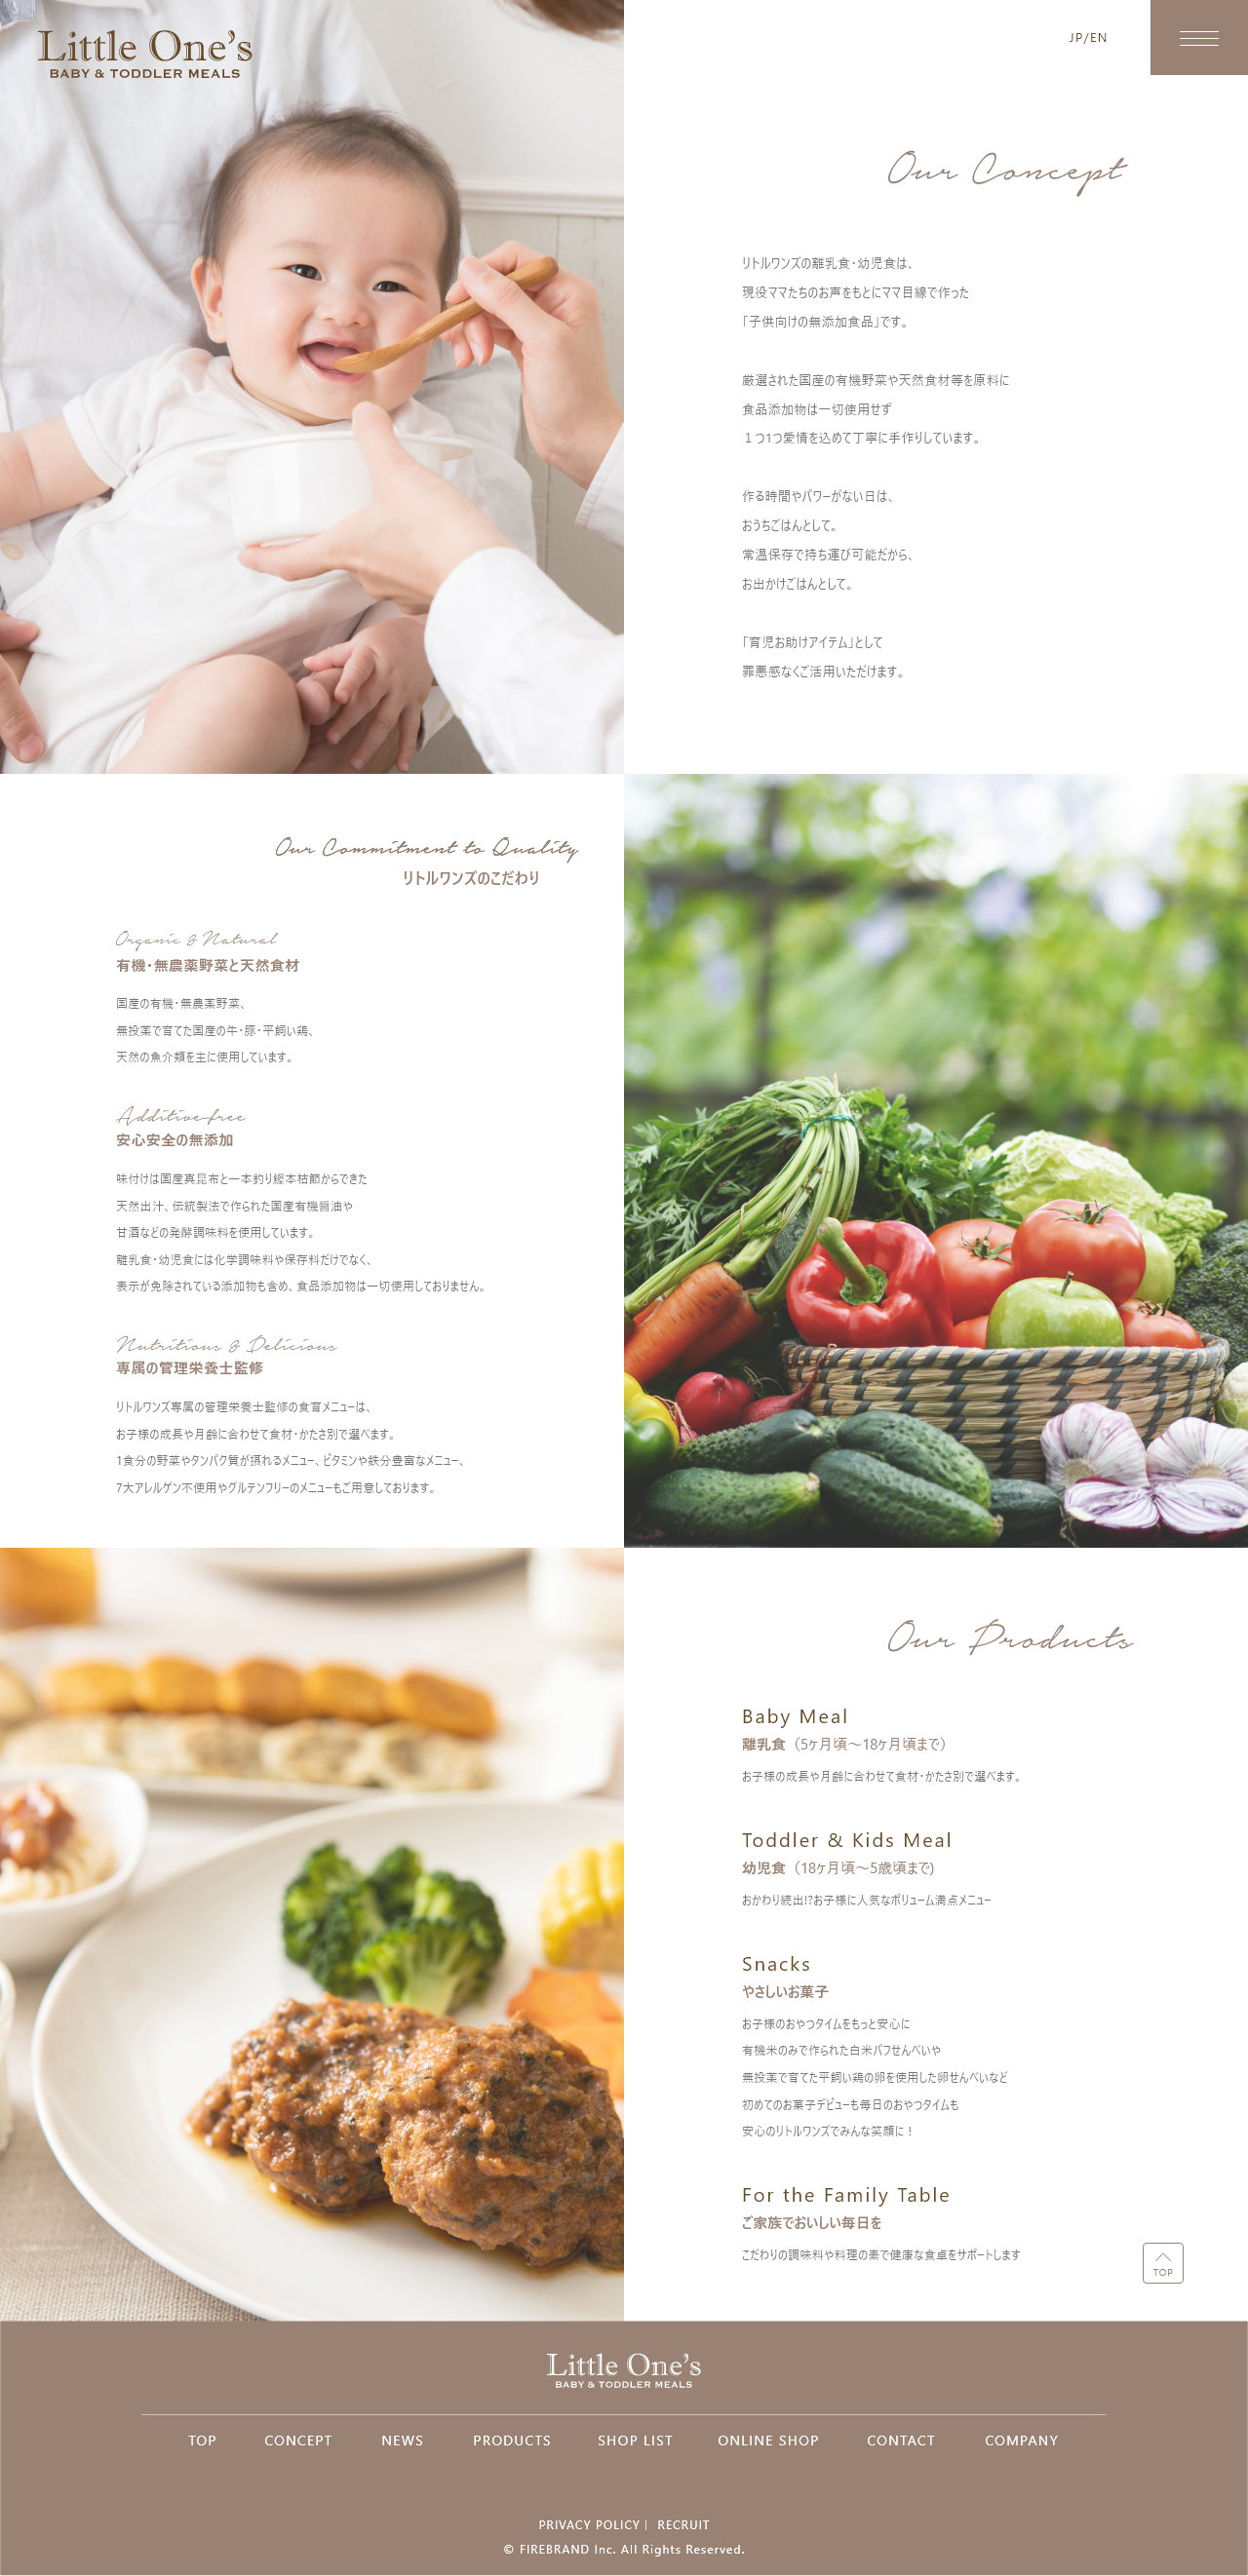 Little One's
BABY & TODDLER MEALS
JP/EN
Our Concept
リトルワンズの離乳食・幼児食は、
現役ママたちのお声をもとにママ目線で作った
「子供向けの無添加食品」です。
厳選された国産の有機野菜や天然食材等を原料に
食品添加物は一切使用せず
１つ1つ愛情を込めて丁寧に手作りしています。
作る時間やパワーがない日は、
おうちごはんとして。
常温保存で持ち運び可能だから、
お出かけごはんとして。
「育児お助けアイテム」として
罪悪感なくご活用いただけます。
Our Commitment to Quality
リトルワンズのこだわり
Organic & Natural
有機・無農薬野菜と天然食材
国産の有機・無農薬野菜、
無投薬で育てた国産の牛・豚・平飼い鶏、
天然の魚介類を主に使用しています。
Additive-free
安心安全の無添加
味付けは国産真昆布と一本釣り鰹本枯節からできた
天然出汁、伝統製法で作られた国産有機醤油や
甘酒などの発酵調味料を使用しています。
離乳食・幼児食には化学調味料や保存料だけでなく、
表示が免除されている添加物も含め、食品添加物は一切使用しておりません。
Nutritious & Delicious
専属の管理栄養士監修
リトルワンズ専属の管理栄養士監修の食育メニューは、
お子様の成長や月齢に合わせて食材・かたさ別で選べます。
1食分の野菜やタンパク質が摂れるメニュー、ビタミンや鉄分豊富なメニュー、
7大アレルゲン不使用やグルテンフリーのメニューもご用意しております。
Our Products
Baby Meal
離乳食（5ヶ月頃〜18ヶ月頃まで）
お子様の成長や月齢に合わせて食材・かたさ別で選べます。
Toddler & Kids Meal
幼児食（18ヶ月頃〜5歳頃まで)
おかわり続出!?お子様に人気なボリューム満点メニュー
Snacks
やさしいお菓子
お子様のおやつタイムをもっと安心に
有機米のみで作られた白米パフせんべいや
無投薬で育てた平飼い鶏の卵を使用した卵せんべいなど
初めてのお菓子デビューも毎日のおやつタイムも
安心のリトルワンズでみんな笑顔に！
For the Family Table
ご家族でおいしい毎日を
こだわりの調味料や料理の素で健康な食卓をサポートします
TOP
Little One's
BABY & TODDLER MEALS
TOP CONCEPT NEWS PRODUCTS SHOP LIST ONLINE SHOP CONTACT COMPANY
PRIVACY POLICY | RECRUIT
© FIREBRAND Inc. All Rights Reserved.